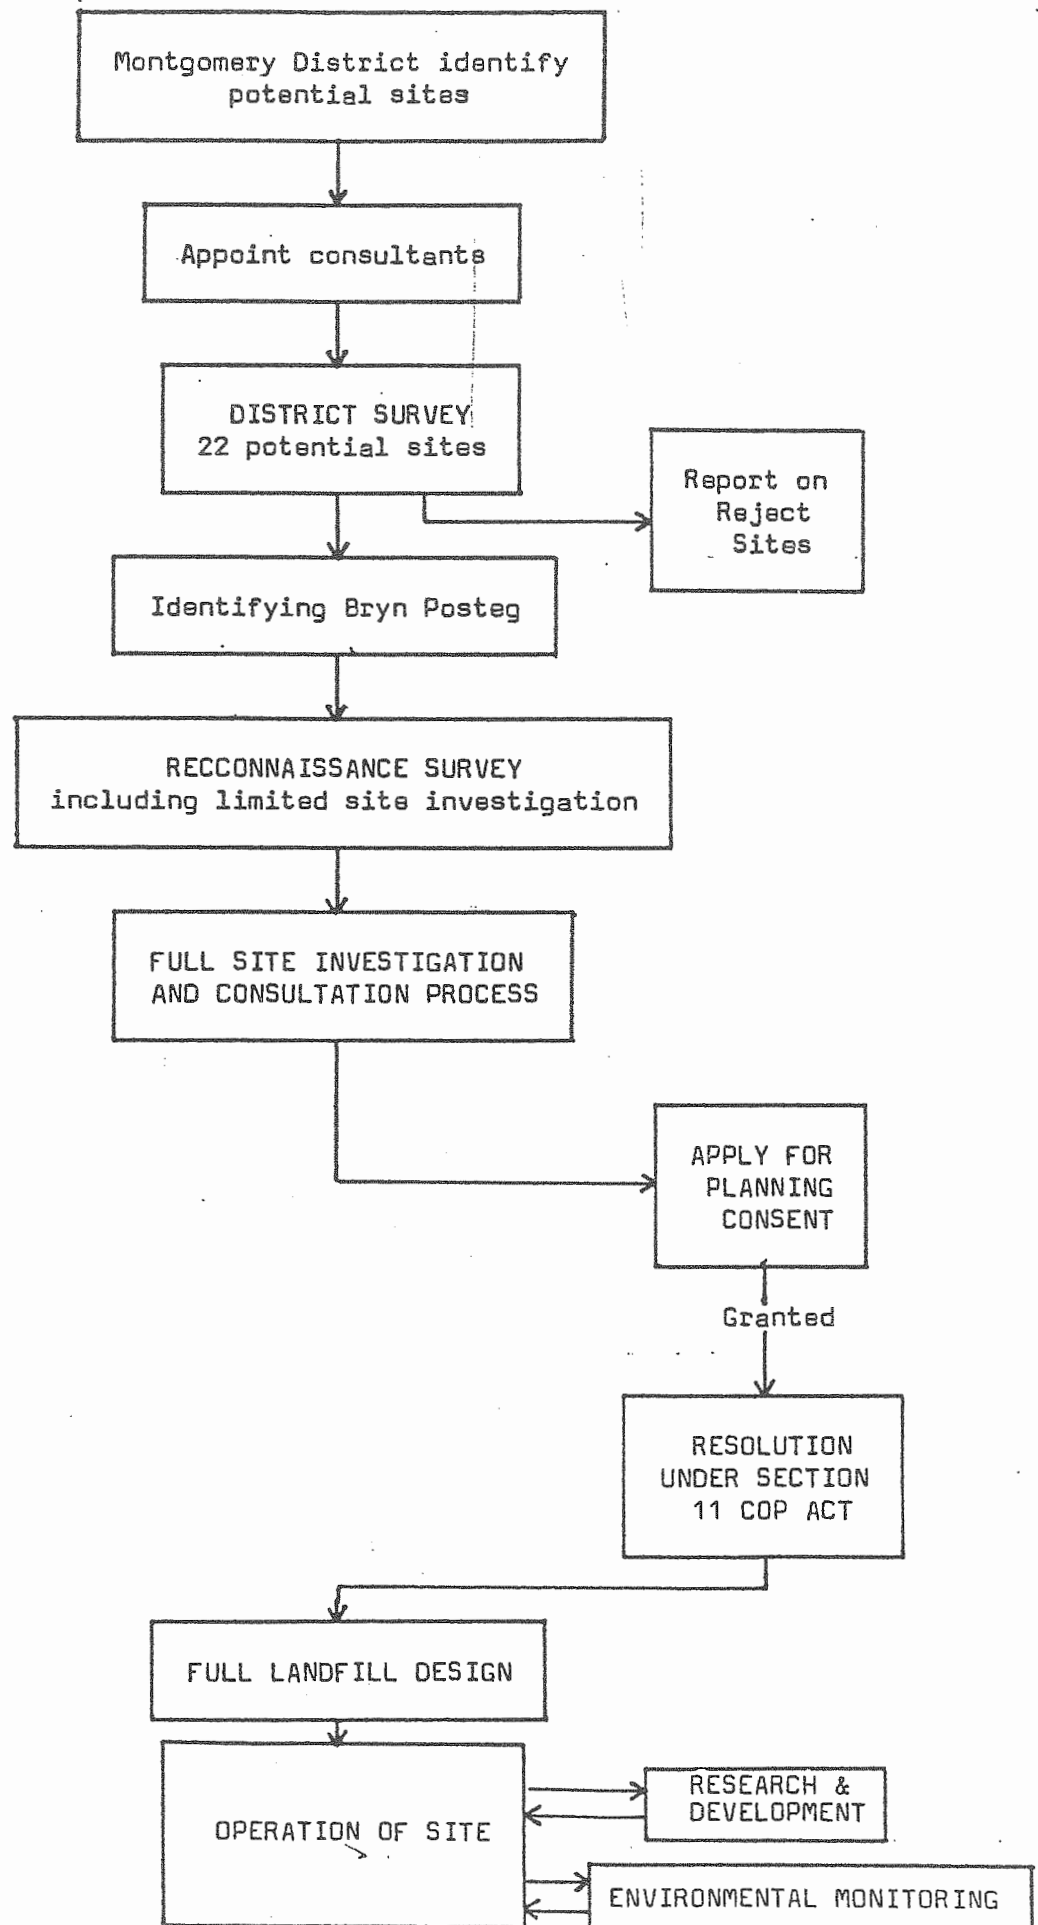 Montgomery District identify
potential sites
Appoint consultants
DISTRICT SURVEY
22 potential sites
Report on
Reject
Sites
Identifying Bryn Posteg
RECCONNAISSANCE SURVEY
including limited site investigation
FULL SITE INVESTIGATION
AND CONSULTATION PROCESS
APPLY FOR
PLANNING
CONSENT
Granted
RESOLUTION
UNDER SECTION
11 COP ACT
FULL LANDFILL DESIGN
OPERATION OF SITE
RESEARCH &
DEVELOPMENT
ENVIRONMENTAL MONITORING